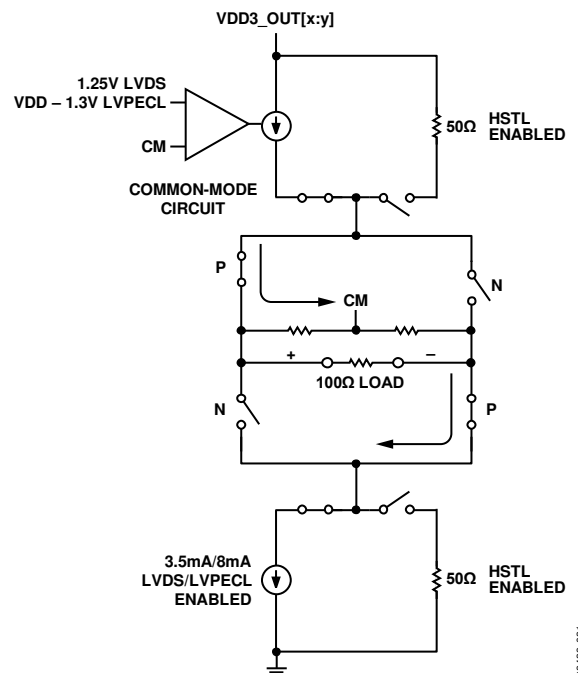 VDD3_OUT[x:y]
1.25V LVDS
VDD – 1.3V LVPECL
CM
COMMON-MODE
CIRCUIT
50Ω
HSTL
ENABLED
P
N
CM
+
–
100Ω LOAD
N
P
3.5mA/8mA
LVDS/LVPECL
ENABLED
50Ω
HSTL
ENABLED